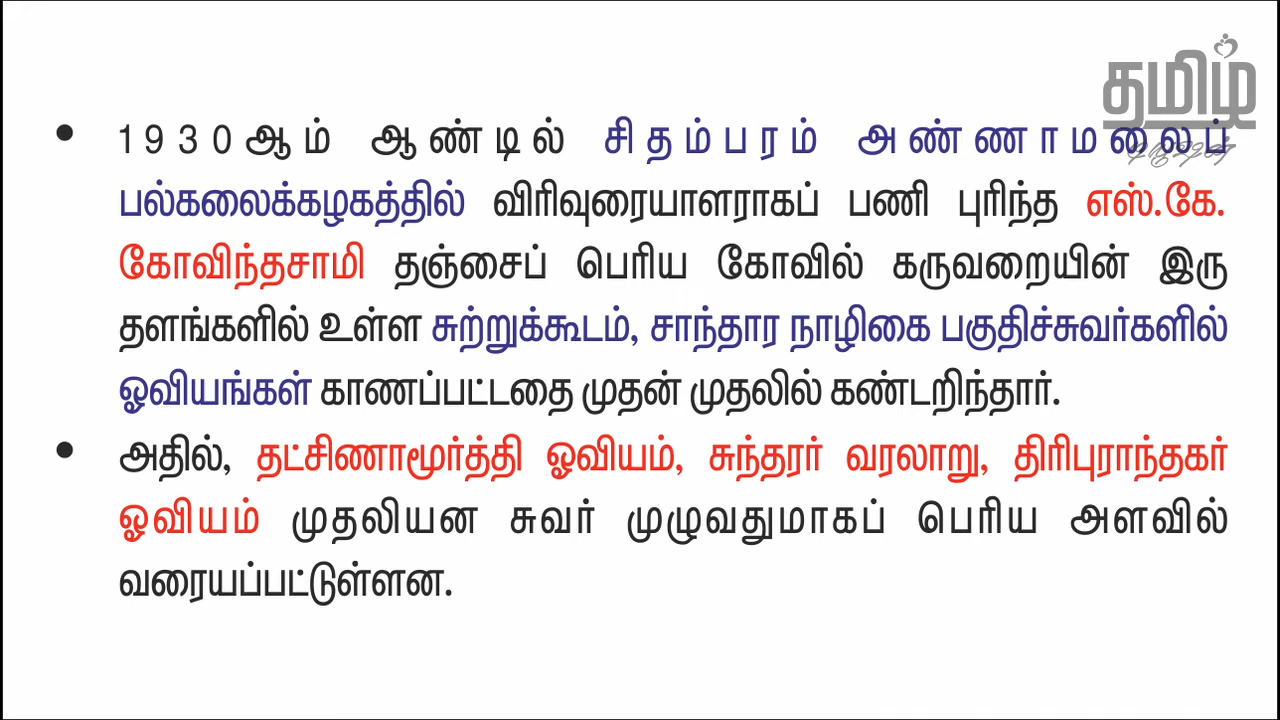 தமிழ்
• 1930ஆம் ஆண்டில் சிதம்பரம் அண்ணாமலைப்
பல்கலைக்கழகத்தில் விரிவுரையாளராகப் பணி புரிந்த எஸ்.கே.
கோவிந்தசாமி தஞ்சைப் பெரிய கோவில் கருவறையின் இரு
தளங்களில் உள்ள சுற்றுக்கூடம், சாந்தார நாழிகை பகுதிச்சுவர்களில்
ஓவியங்கள் காணப்பட்டதை முதன் முதலில் கண்டறிந்தார்.
• அதில், தட்சிணாமூர்த்தி ஓவியம், சுந்தரர் வரலாறு, திரிபுராந்தகர்
ஓவியம் முதலியன சுவர் முழுவதுமாகப் பெரிய அளவில்
வரையப்பட்டுள்ளன.